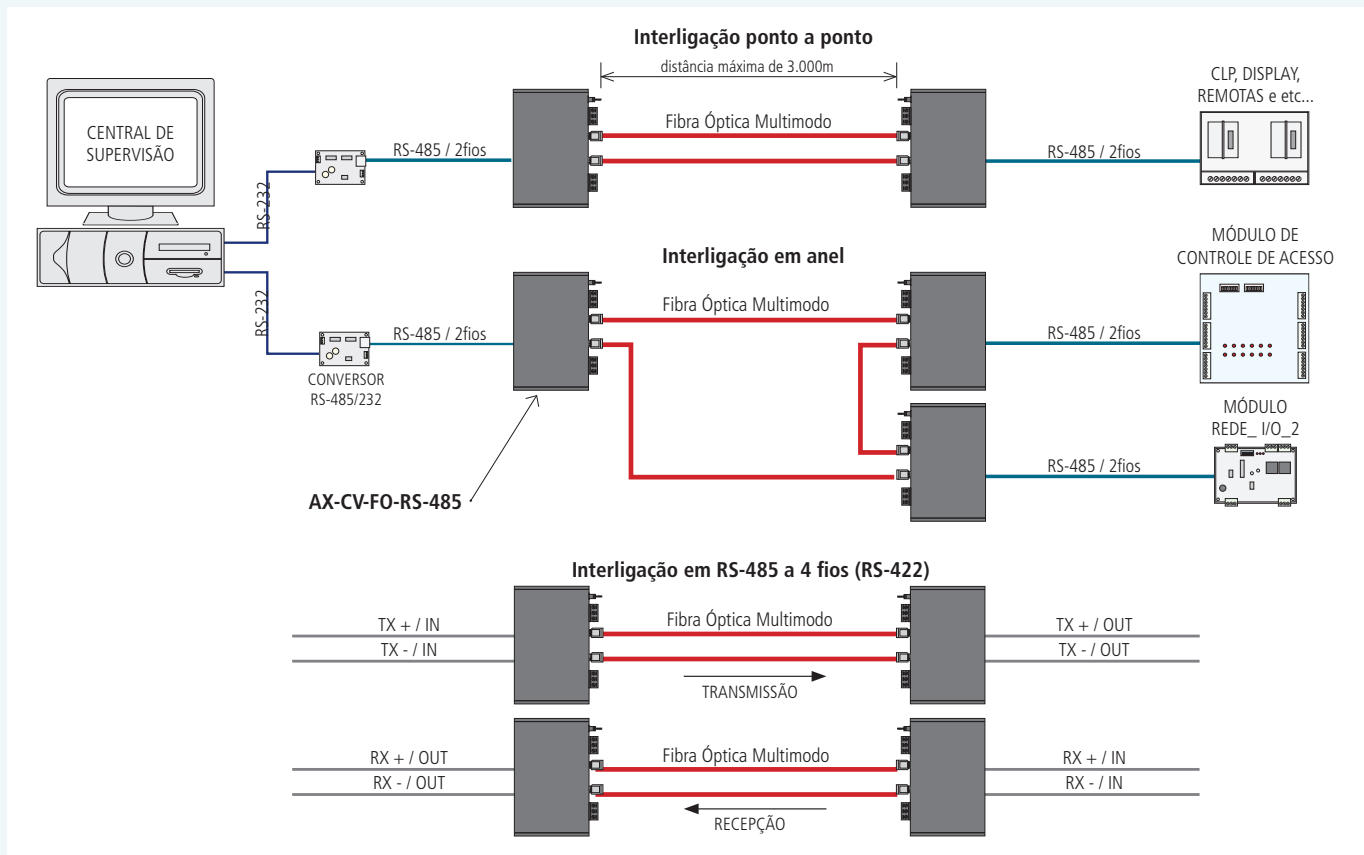 Interligação ponto a ponto
distância máxima de 3.000m
CENTRAL DE
SUPERVISÃO
RS-232
RS-485 / 2fios
Fibra Óptica Multimodo
RS-485 / 2fios
CLP, DISPLAY,
REMOTAS e etc...
Interligação em anel
RS-232
CONVERSOR
RS-485/232
RS-485 / 2fios
Fibra Óptica Multimodo
RS-485 / 2fios
MÓDULO DE
CONTROLE DE ACESSO
RS-485 / 2fios
MÓDULO
REDE_ I/O_2
AX-CV-FO-RS-485
Interligação em RS-485 a 4 fios (RS-422)
TX + / IN
TX - / IN
Fibra Óptica Multimodo
TRANSMISSÃO
TX + / OUT
TX - / OUT
RX + / OUT
RX - / OUT
Fibra Óptica Multimodo
RECEPÇÃO
RX + / IN
RX - / IN